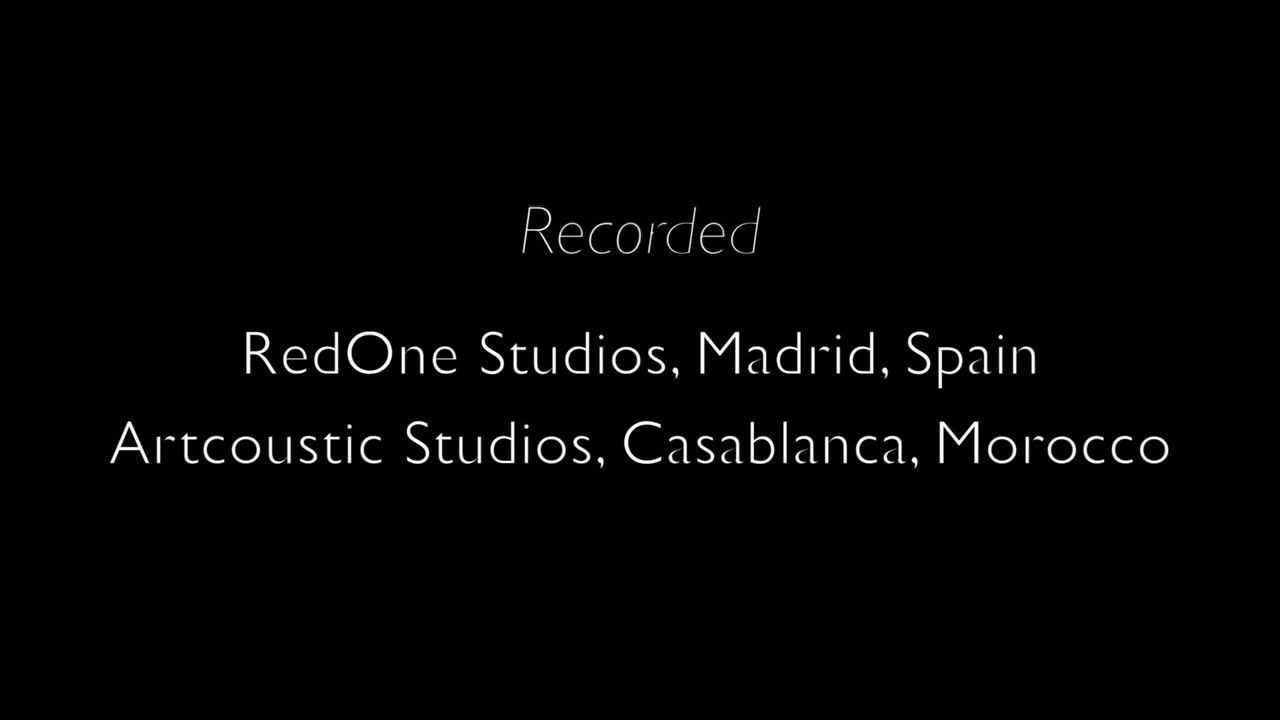 Recorded
RedOne Studios, Madrid, Spain
Artcoustic Studios, Casablanca, Morocco